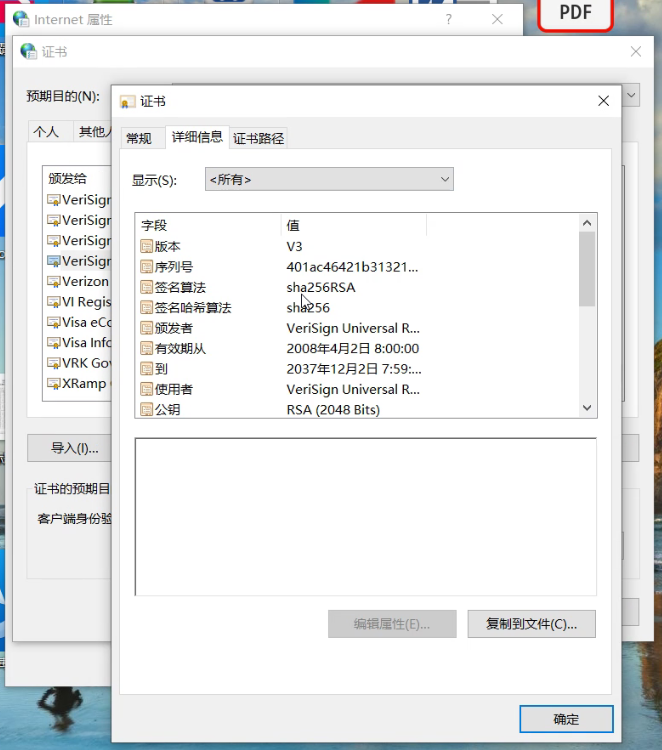 PDF
Internet 属性
证书
预期目的(N):
个人
其他人
颁发给
VeriSign
VeriSign
VeriSign
VeriSign
Verizon
VI Regis
Visa eCo
Visa Info
VRK Gov
XRamp
导入(I)...
证书的预期目
客户端身份验
证书
常规 详细信息 证书路径
显示(S): <所有>
字段 值
版本 V3
序列号 401ac46421b31321...
签名算法 sha256RSA
签名哈希算法 sha256
颁发者 VeriSign Universal R...
有效期从 2008年4月2日 8:00:00
到 2037年12月2日 7:59:...
使用者 VeriSign Universal R...
公钥 RSA (2048 Bits)
编辑属性(E)...
复制到文件(C)...
确定